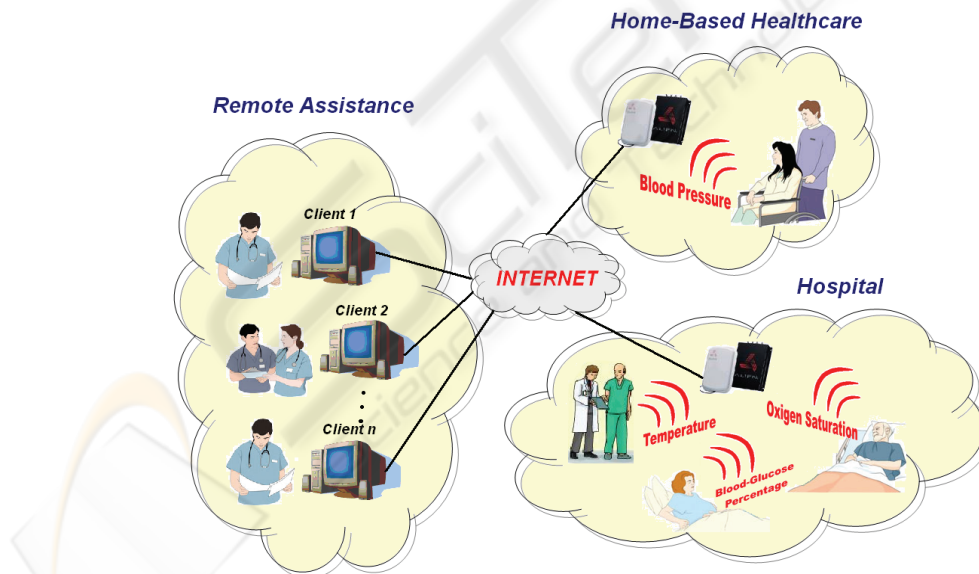 Home-Based Healthcare
Remote Assistance
Blood Pressure
Client 1
INTERNET
Client 2
Hospital
Client n
Temperature
Oxigen Saturation
Blood-Glucose
Percentage